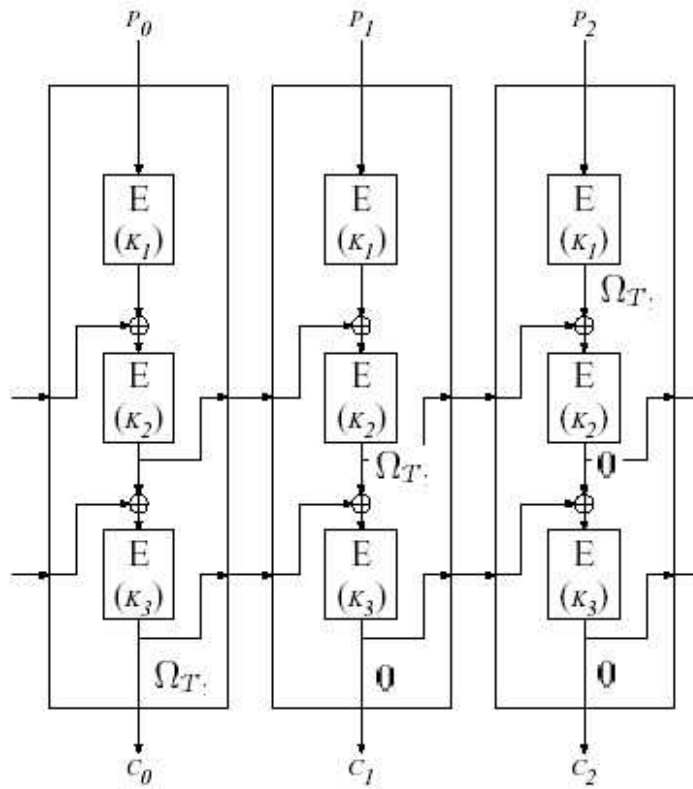 P0 P1 P2
E E E
(K1) (K1) (K1)
ΩT:
E E E
(K2) (K2) (K2)
ΩT: 0
E E E
(K3) (K3) (K3)
ΩT: 0 0
C0 C1 C2